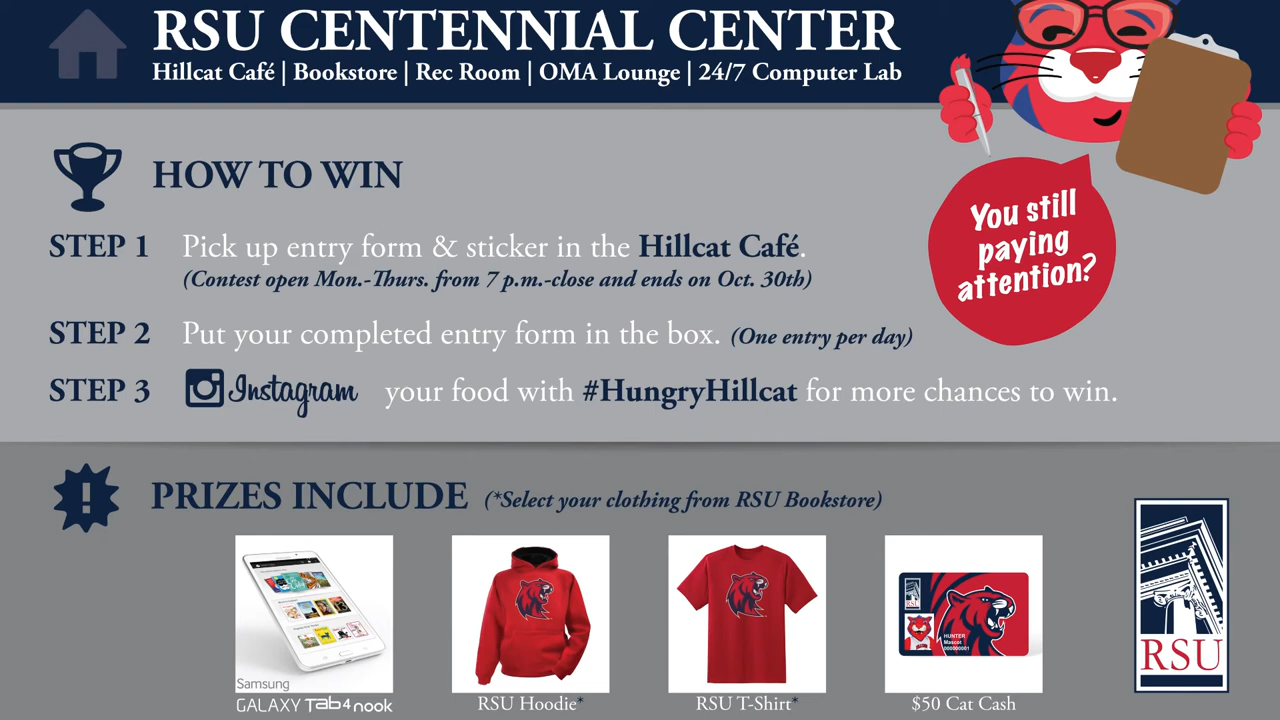 RSU CENTENNIAL CENTER
Hillcat Café | Bookstore | Rec Room | OMA Lounge | 24/7 Computer Lab
HOW TO WIN
You still
paying
attention?
STEP 1 Pick up entry form & sticker in the Hillcat Café.
(Contest open Mon.-Thurs. from 7 p.m.-close and ends on Oct. 30th)
STEP 2 Put your completed entry form in the box. (One entry per day)
STEP 3 Instagram your food with #HungryHillcat for more chances to win.
! PRIZES INCLUDE (*Select your clothing from RSU Bookstore)
Samsung
GALAXY Tab4 nook
RSU Hoodie*
RSU T-Shirt*
RSU
HUNTER
Mascot
000000001
$50 Cat Cash
RSU